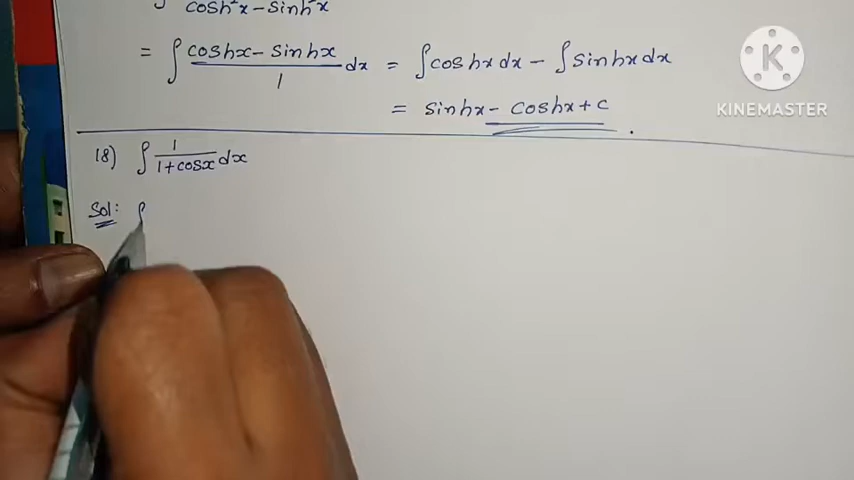 ∫ cosh²x - sinh²x
= ∫ coshx - sinhx / 1 dx = ∫coshx dx - ∫sinhx dx
= sinhx - coshx + c
18) ∫ 1 / 1+cosx dx
Sol: ∫
K
KINEMASTER